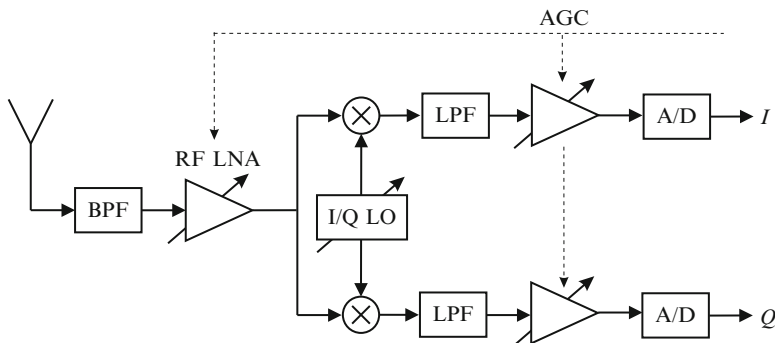 AGC
LPF
A/D
I
RF LNA
BPF
I/Q LO
LPF
A/D
Q